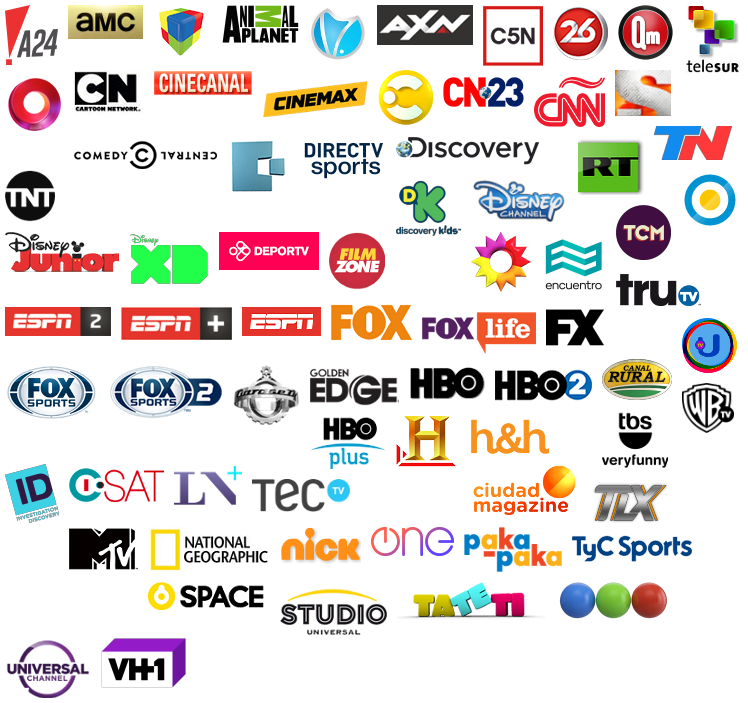 A24
aMC
ANIMAL
PLANET
AXN
C5N
26
Qm
teleSUR
CN
CARTOON NETWORK
CINECANAL
CINEMAX
CN23
CÑN
COMEDY CENTRAL
DIRECTV
sports
Discovery
RT
TN
TNT
DK
discovery kids
Disney
CHANNEL
TCM
Disney
Junior
Disney
XD
DEPORTV
FILM
ZONE
encuentro
truTV
ESPN 2
ESPN +
ESPN
FOX
FOX life
FX
U
FOX
SPORTS
FOX
SPORTS 2
GOLDEN
EDGE
HBO
HBO 2
CANAL
RURAL
WB TV
HBO
plus
H
h&h
tbs
veryfunny
ID
INVESTIGATION
DISCOVERY
SAT
LN+
TEC TV
ciudad
magazine
TLX
MTV
NATIONAL
GEOGRAPHIC
nick
one
paka-
paka
TyC Sports
SPACE
STUDIO
UNIVERSAL
TATETI
UNIVERSAL
CHANNEL
VH1